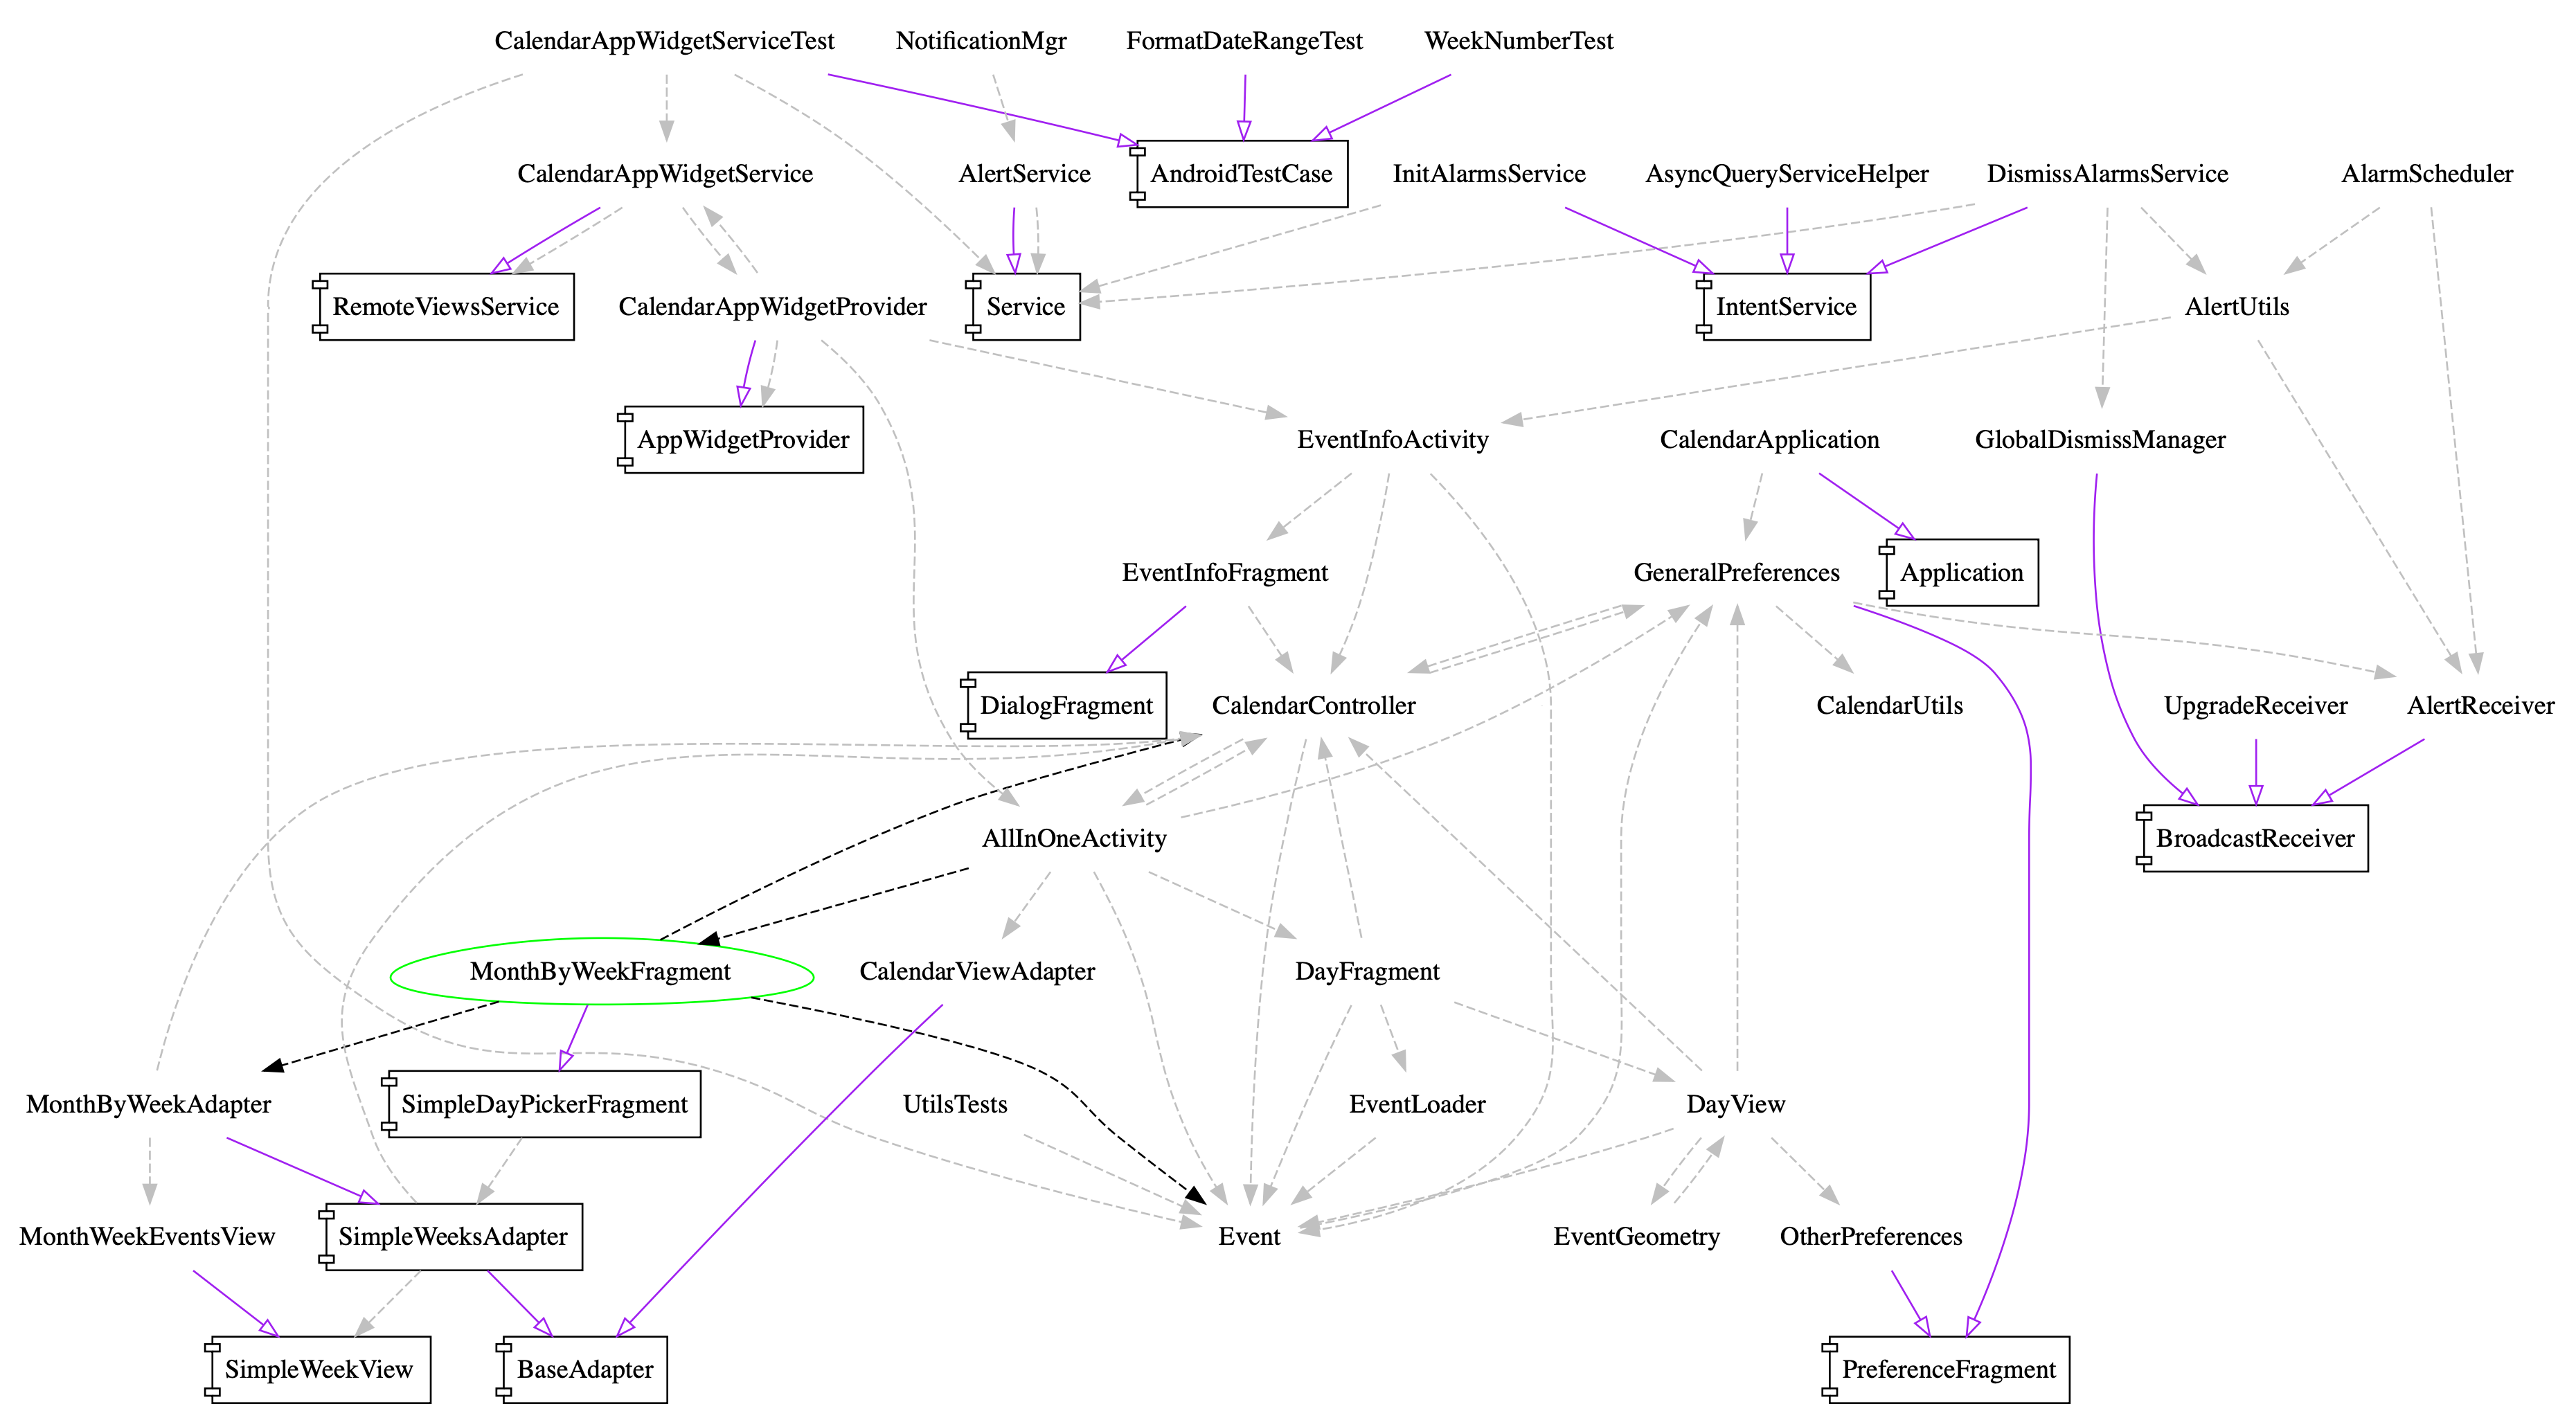 CalendarAppWidgetServiceTest
NotificationMgr
FormatDateRangeTest
WeekNumberTest
CalendarAppWidgetService
AlertService
AndroidTestCase
InitAlarmsService
AsyncQueryServiceHelper
DismissAlarmsService
AlarmScheduler
RemoteViewsService
CalendarAppWidgetProvider
Service
IntentService
AlertUtils
AppWidgetProvider
EventInfoActivity
CalendarApplication
GlobalDismissManager
EventInfoFragment
GeneralPreferences
Application
DialogFragment
CalendarController
CalendarUtils
UpgradeReceiver
AlertReceiver
AllInOneActivity
BroadcastReceiver
MonthByWeekFragment
CalendarViewAdapter
DayFragment
MonthByWeekAdapter
SimpleDayPickerFragment
UtilsTests
EventLoader
DayView
MonthWeekEventsView
SimpleWeeksAdapter
Event
EventGeometry
OtherPreferences
SimpleWeekView
BaseAdapter
PreferenceFragment